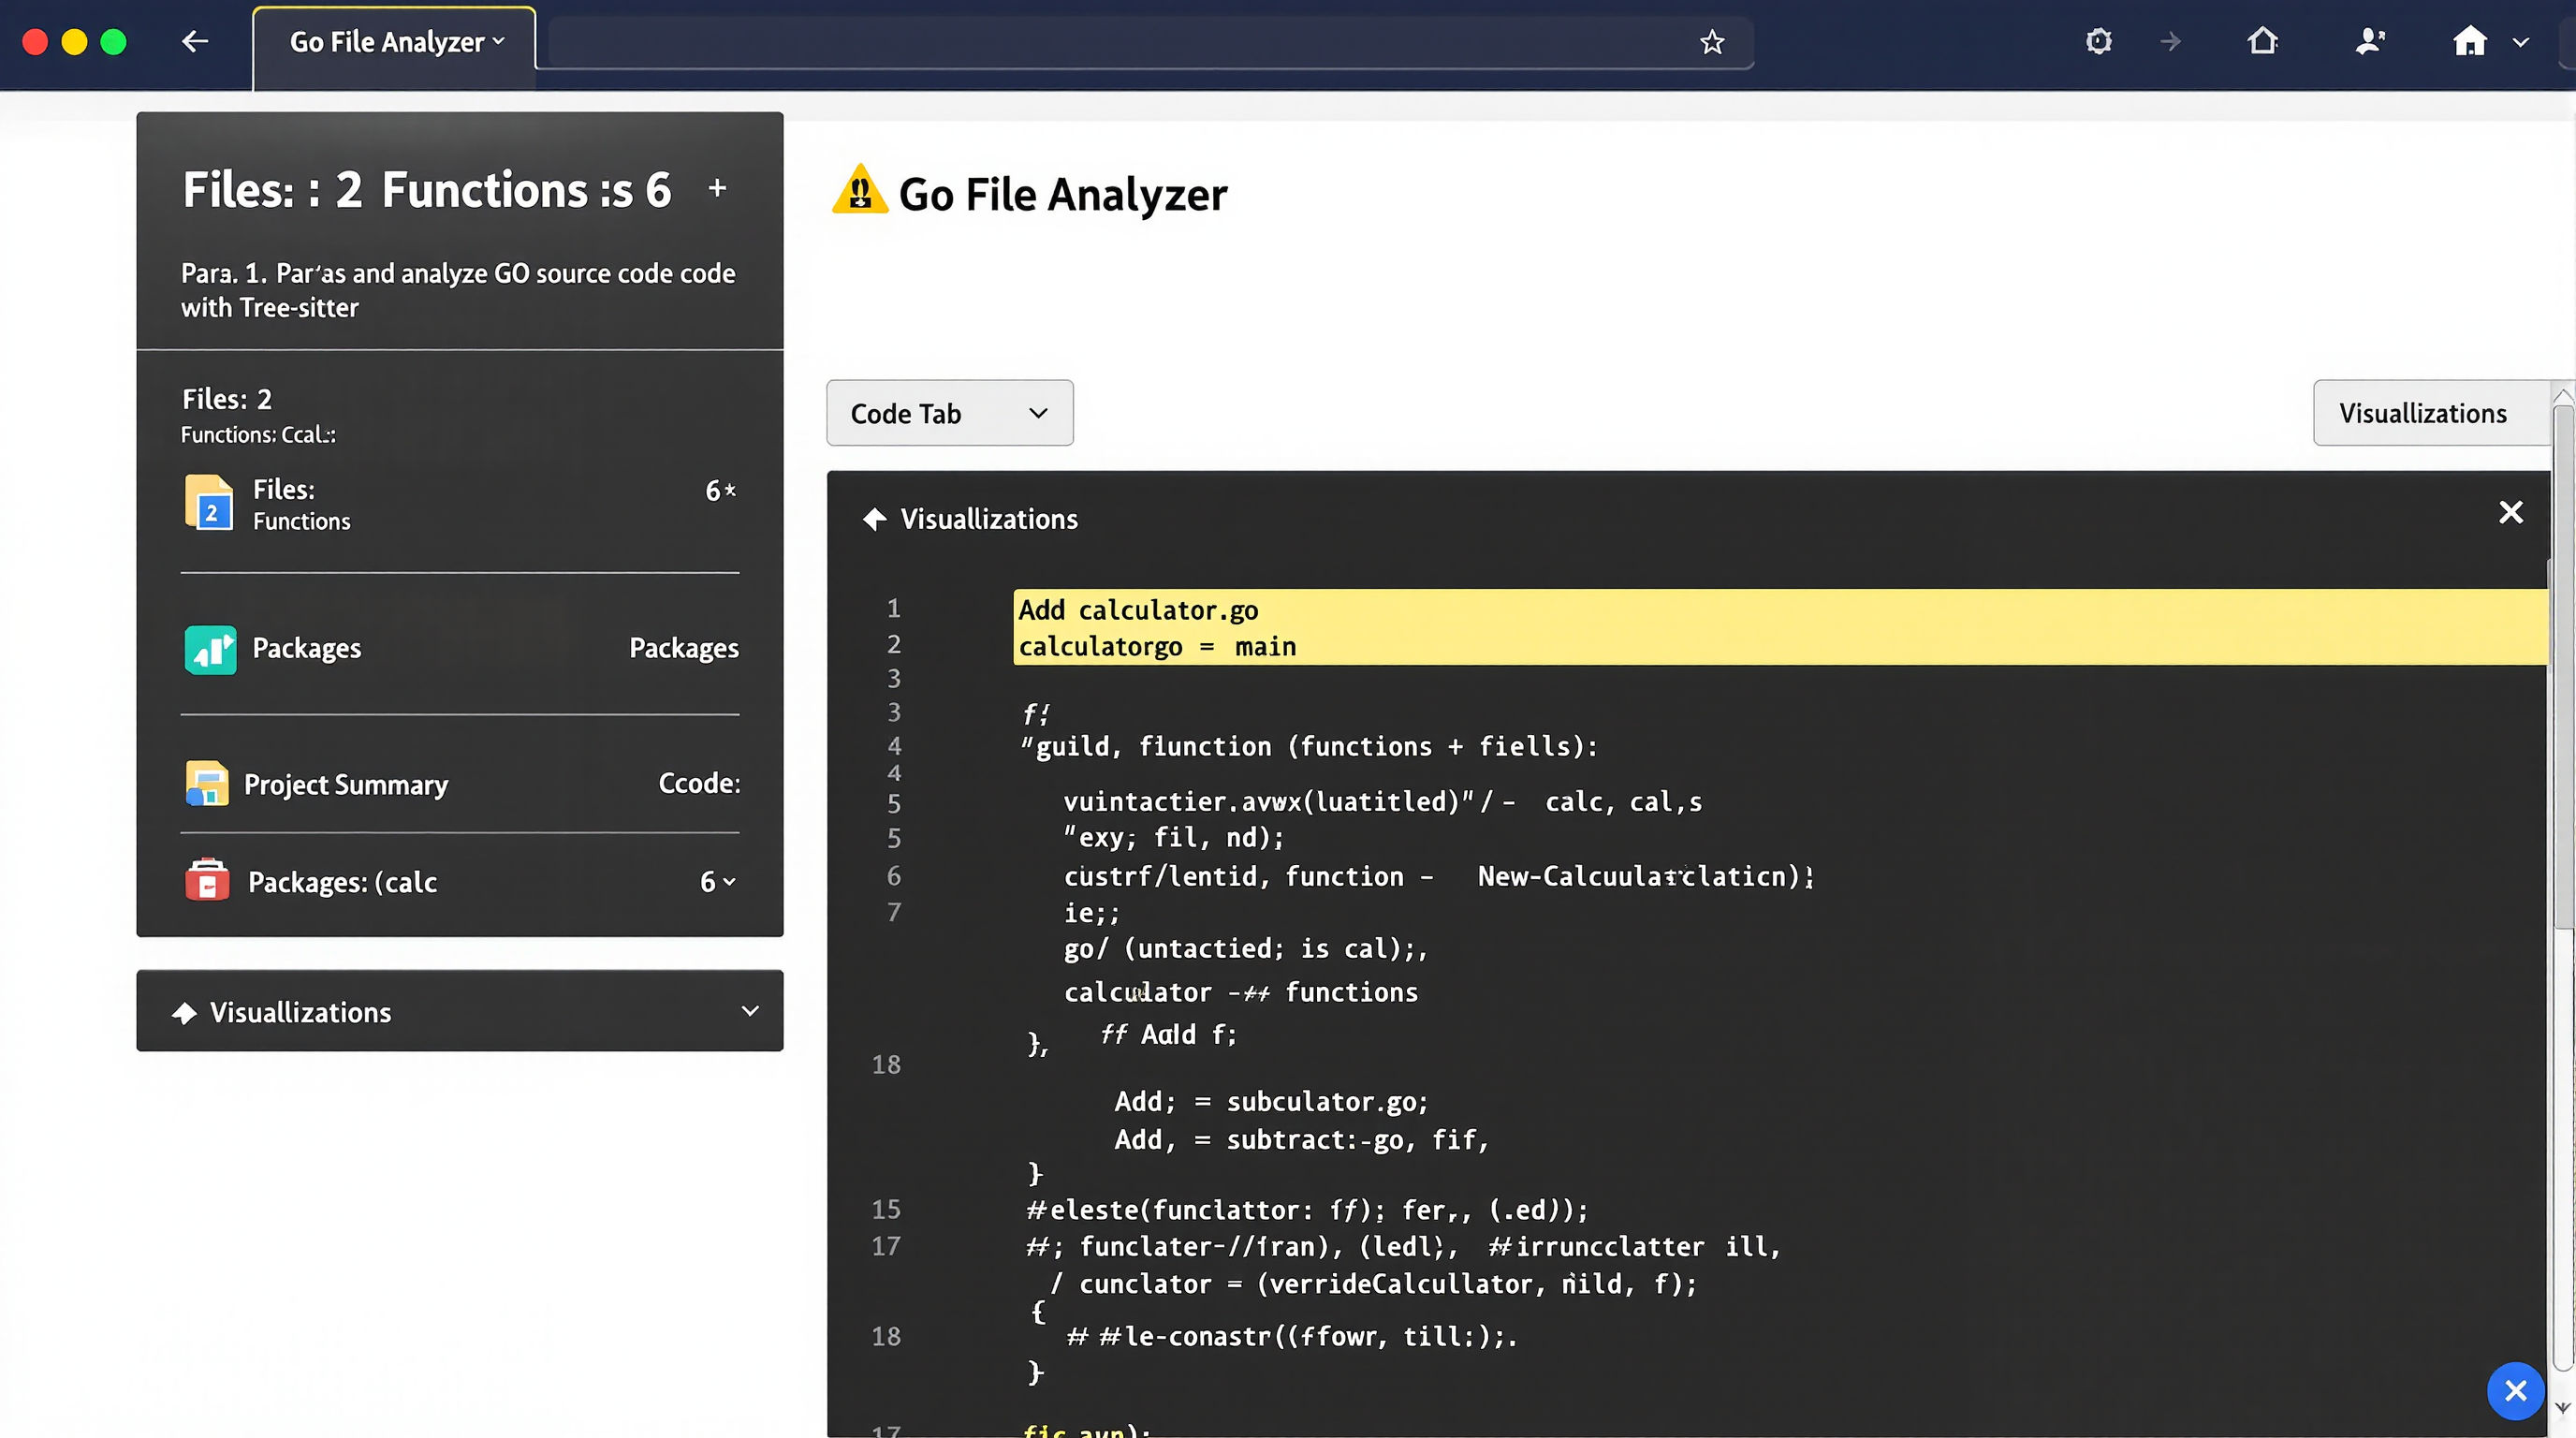 Go File Analyzer
Files: : 2 Functions :s 6 +
Para. 1. Par'as and analyze GO source code code
with Tree-sitter
Files: 2
Functions: Ccal.::
2
Files:
Functions
6*
Packages
Packages
Project Summary
Ccode:
Packages: (calc
6
Visuallizations
Go File Analyzer
Code Tab
Visuallizations
Visuallizations
1 Add calculator.go
2 calculatorgo = main
3
3 f;
4 "guild, flunction (functions + fiells):
4
5 vuintactier.avwx(luatitled)"/- calc, cal,s
5 "exy; fil, nd);
6 custrf/lentid, function - 
7 ie;;
go/ (untactied; is cal);,
calculator -## functions
ff Add f;
},
18
Add; = subculator.go;
Add, = subtract:-go, fif,
}
15 #eleste(funclattor: ff); fer,, (.ed));
17 ##; funclater-//fran), (ledl), ##irruncclatter ill,
/ cunclator = (verrideCalcullator, nild, f);
{
18 # #le-conastr((ffowr, till;);.
}
17